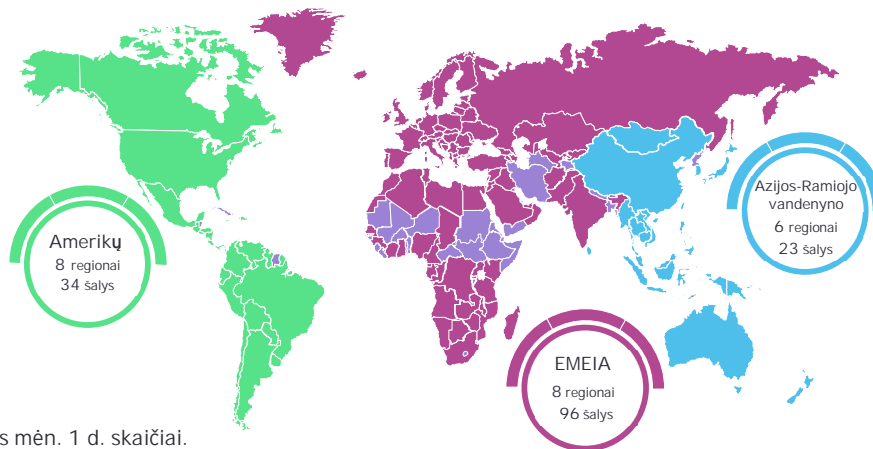 Amerikų
8 regionai
34 šalys
Azijos-Ramiojo
vandenyno
6 regionai
23 šalys
EMEIA
8 regionai
96 šalys
mėn. 1 d. skaičiai.